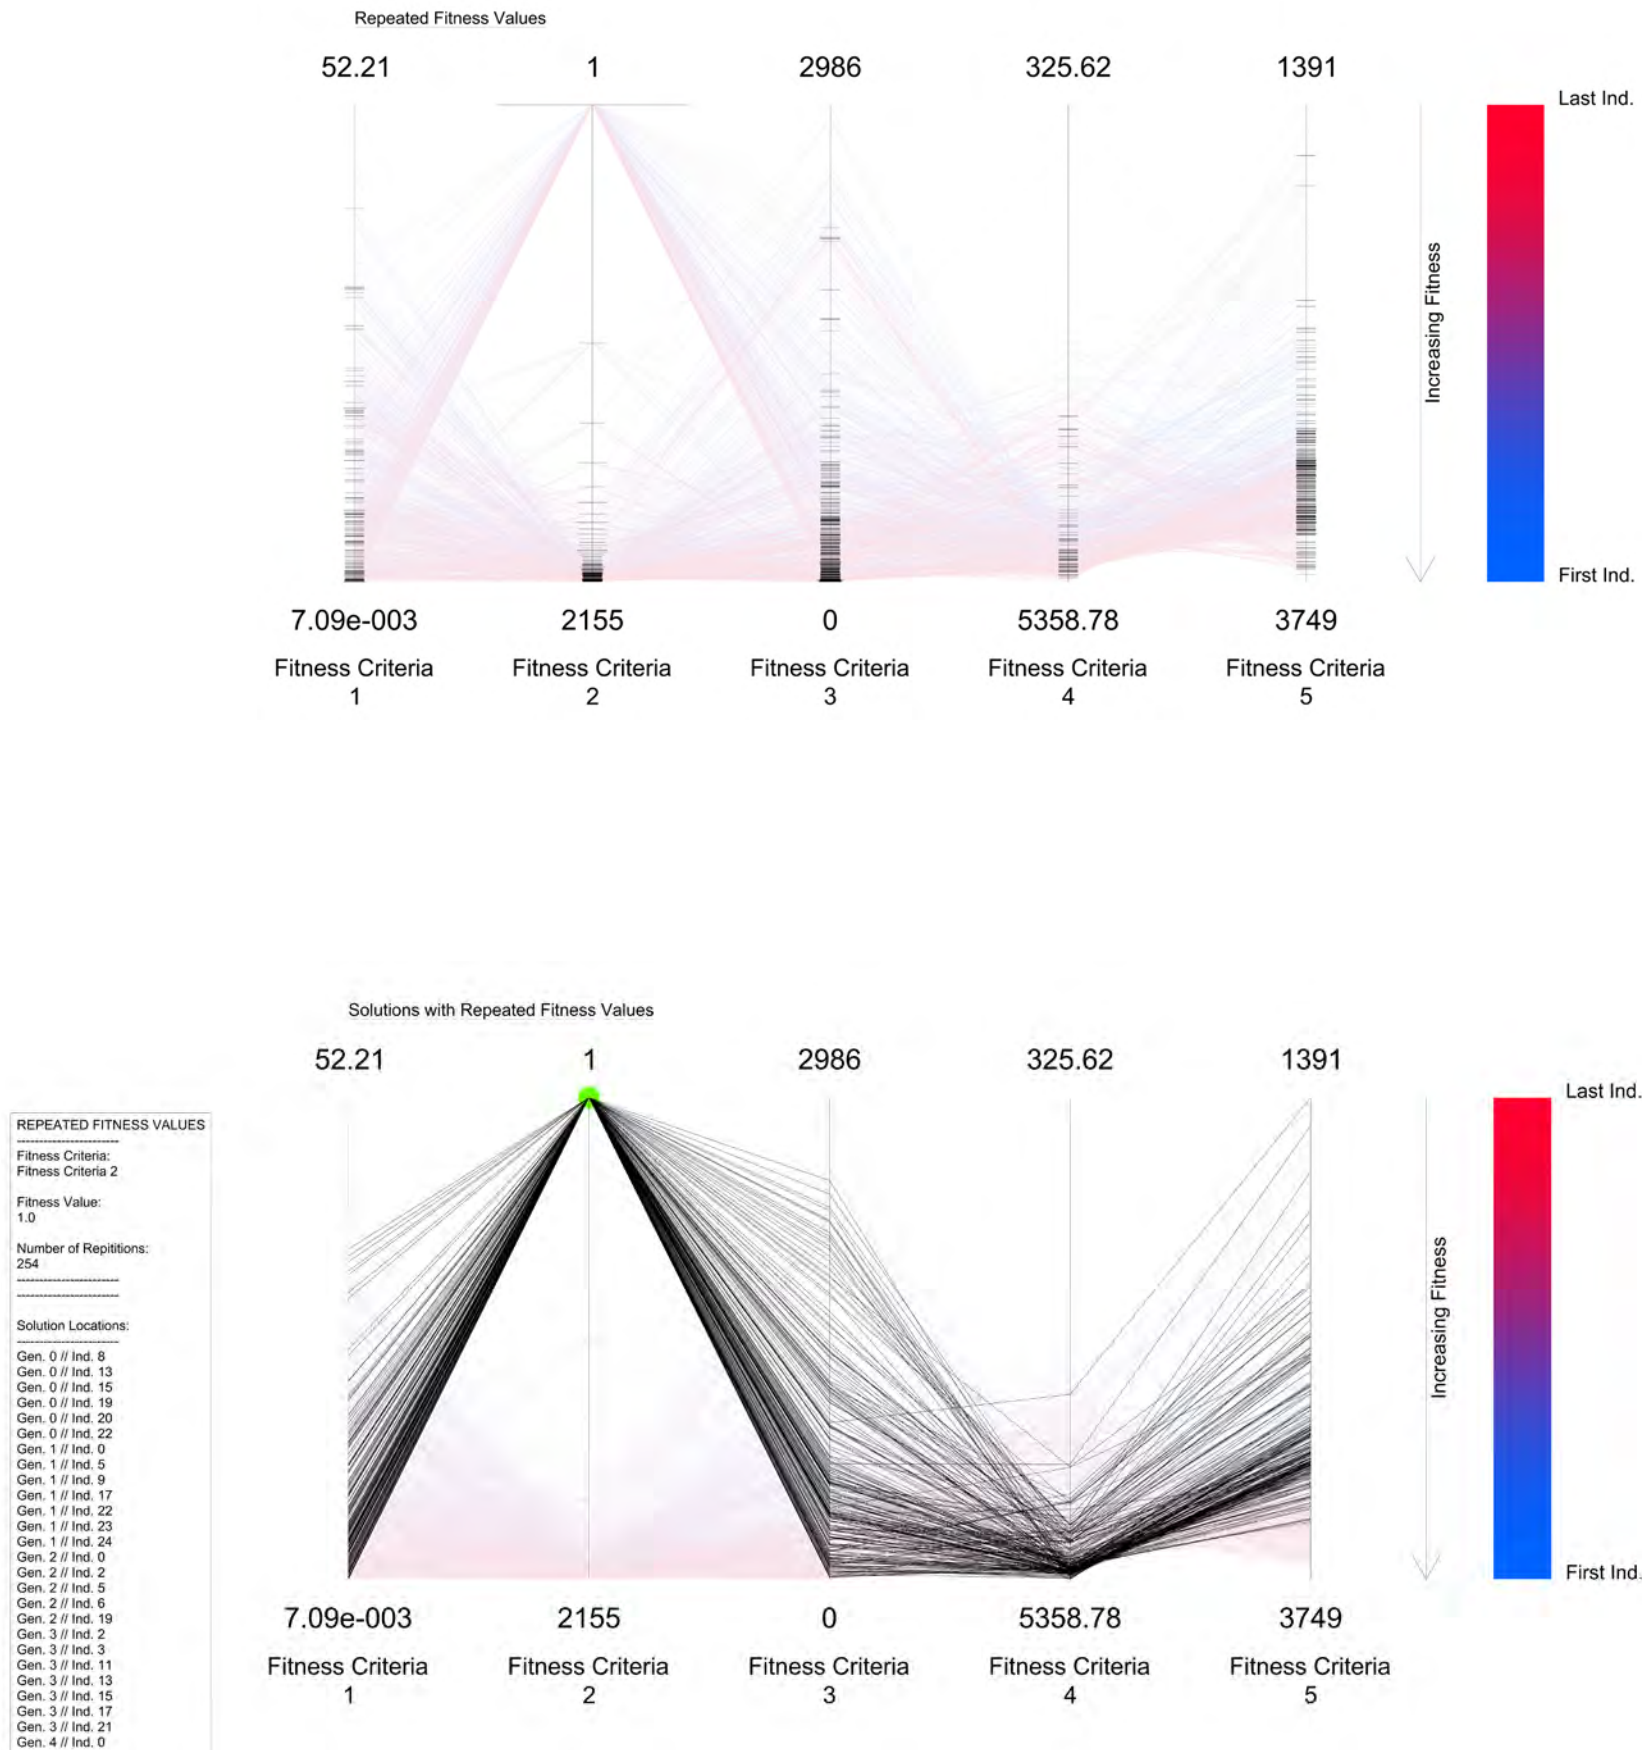 Repeated Fitness Values
52.21 1 2986 325.62 1391
Last Ind.
Increasing Fitness
First Ind.
7.09e-003 2155 0 5358.78 3749
Fitness Criteria Fitness Criteria Fitness Criteria Fitness Criteria Fitness Criteria
1 2 3 4 5
Solutions with Repeated Fitness Values
52.21 1 2986 325.62 1391
Last Ind.
Increasing Fitness
First Ind.
7.09e-003 2155 0 5358.78 3749
Fitness Criteria Fitness Criteria Fitness Criteria Fitness Criteria Fitness Criteria
1 2 3 4 5
REPEATED FITNESS VALUES
------------------------
Fitness Criteria:
Fitness Criteria 2
Fitness Value:
1.0
Number of Repititions:
254
------------------------
------------------------
Solution Locations:
------------------------
Gen. 0 // Ind. 8
Gen. 0 // Ind. 13
Gen. 0 // Ind. 15
Gen. 0 // Ind. 19
Gen. 0 // Ind. 20
Gen. 0 // Ind. 22
Gen. 1 // Ind. 0
Gen. 1 // Ind. 5
Gen. 1 // Ind. 9
Gen. 1 // Ind. 17
Gen. 1 // Ind. 22
Gen. 1 // Ind. 23
Gen. 1 // Ind. 24
Gen. 2 // Ind. 0
Gen. 2 // Ind. 2
Gen. 2 // Ind. 5
Gen. 2 // Ind. 6
Gen. 2 // Ind. 19
Gen. 3 // Ind. 2
Gen. 3 // Ind. 3
Gen. 3 // Ind. 11
Gen. 3 // Ind. 13
Gen. 3 // Ind. 15
Gen. 3 // Ind. 17
Gen. 3 // Ind. 21
Gen. 4 // Ind. 0